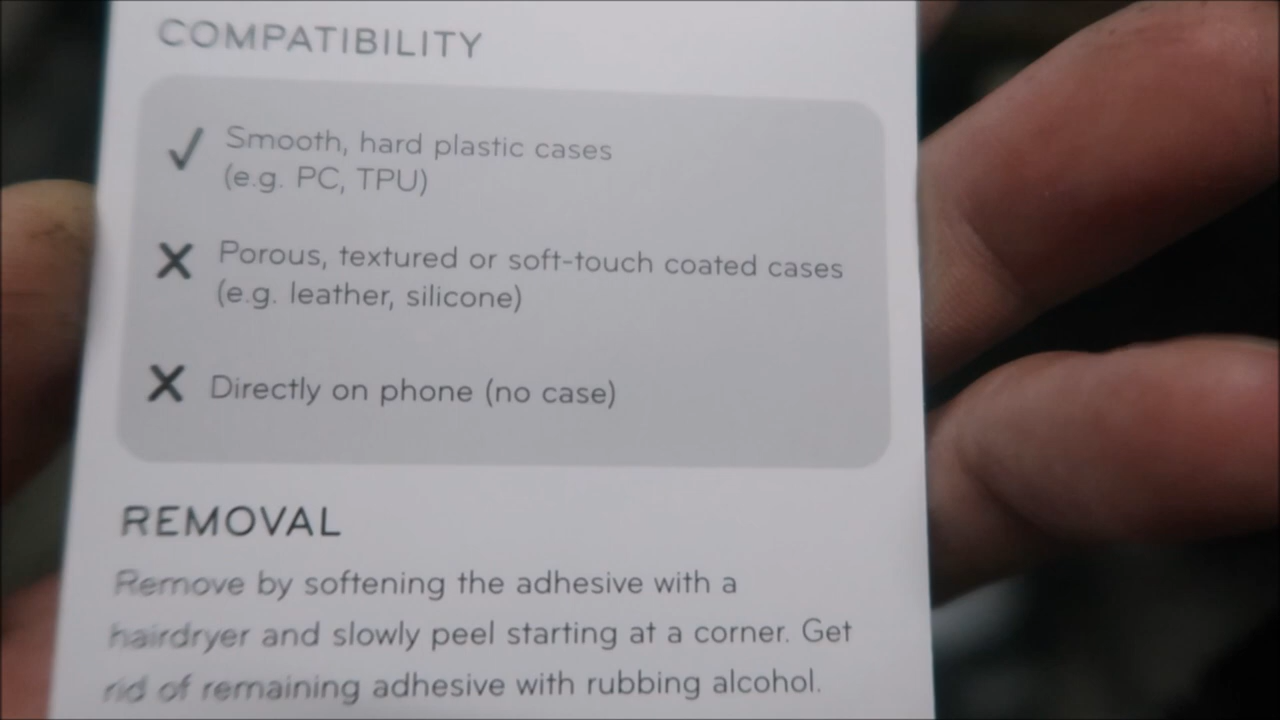 COMPATIBILITY
✓ Smooth, hard plastic cases
(e.g. PC, TPU)
✕ Porous, textured or soft-touch coated cases
(e.g. leather, silicone)
✕ Directly on phone (no case)
REMOVAL
Remove by softening the adhesive with a
hairdryer and slowly peel starting at a corner. Get
rid of remaining adhesive with rubbing alcohol.